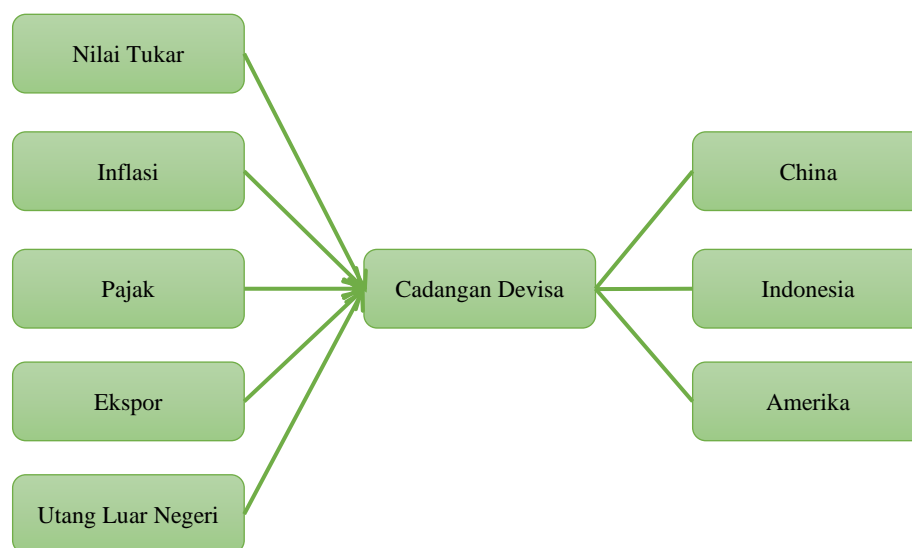 Nilai Tukar
Inflasi
Pajak
Ekspor
Utang Luar Negeri
Cadangan Devisa
China
Indonesia
Amerika